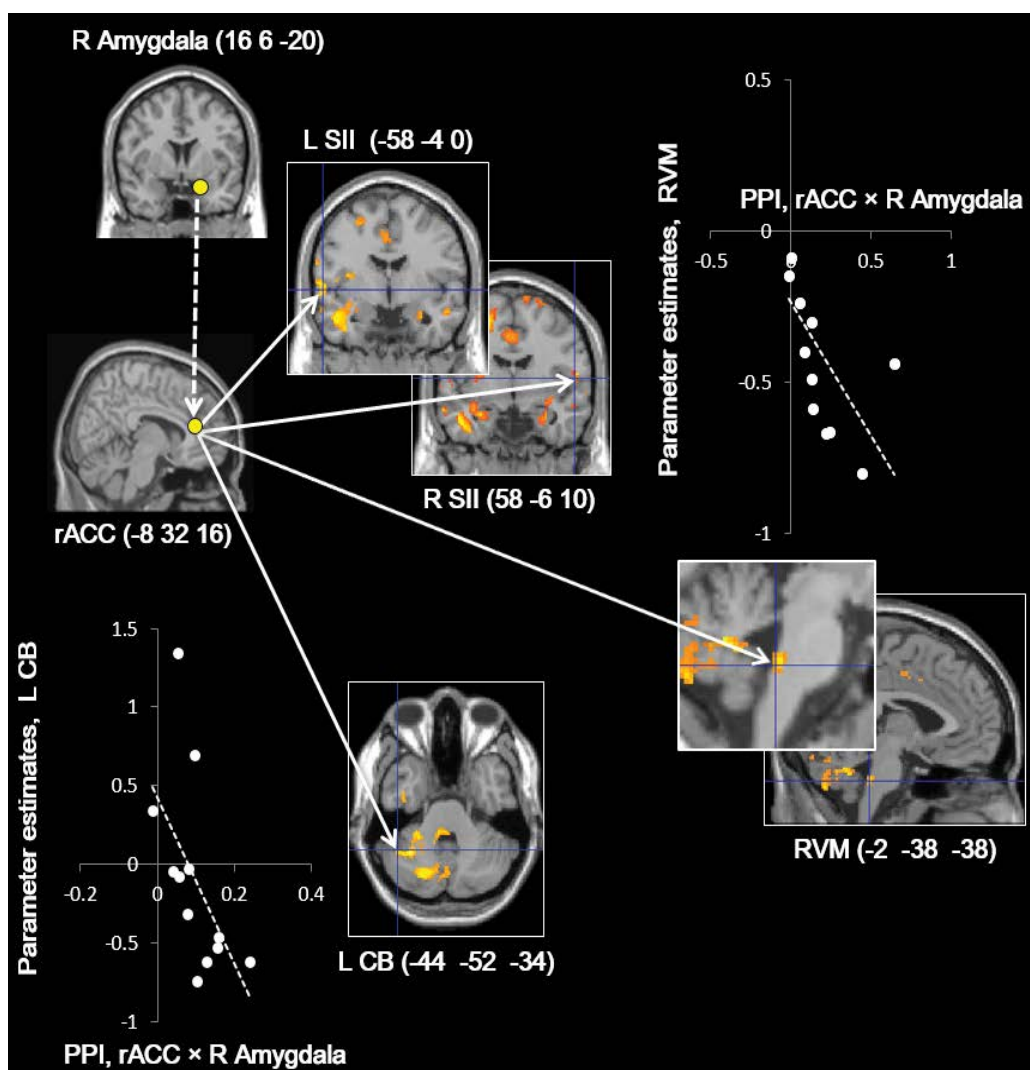 R Amygdala (16 6 -20)
L SII (-58 -4 0)
R SII (58 -6 10)
rACC (-8 32 16)
0.5
Parameter estimates, RVM
PPI, rACC × R Amygdala
0
-0.5
0
0.5
1
-0.5
-1
RVM (-2 -38 -38)
L CB (-44 -52 -34)
1.5
1
0.5
0
-0.2
0
0.2
0.4
-0.5
-1
Parameter estimates, L CB
PPI, rACC × R Amygdala